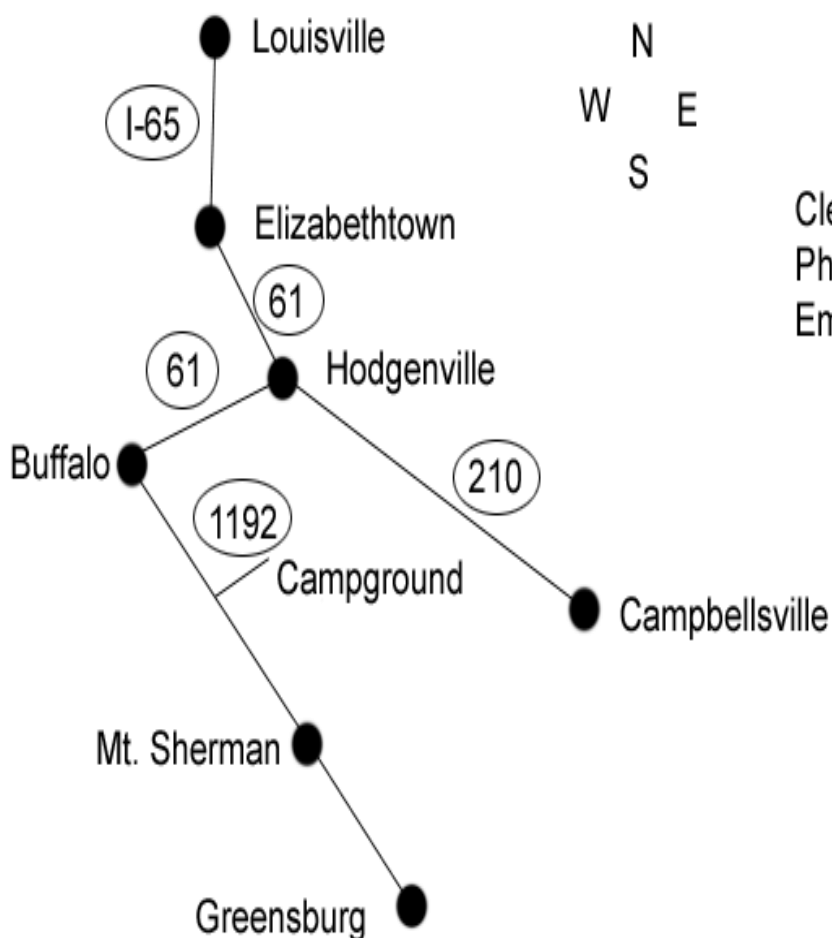 Louisville
N
W E
S
I-65
Elizabethtown
61
Hodgenville
61
Buffalo
210
1192
Campground
Campbellsville
Mt. Sherman
Greensburg